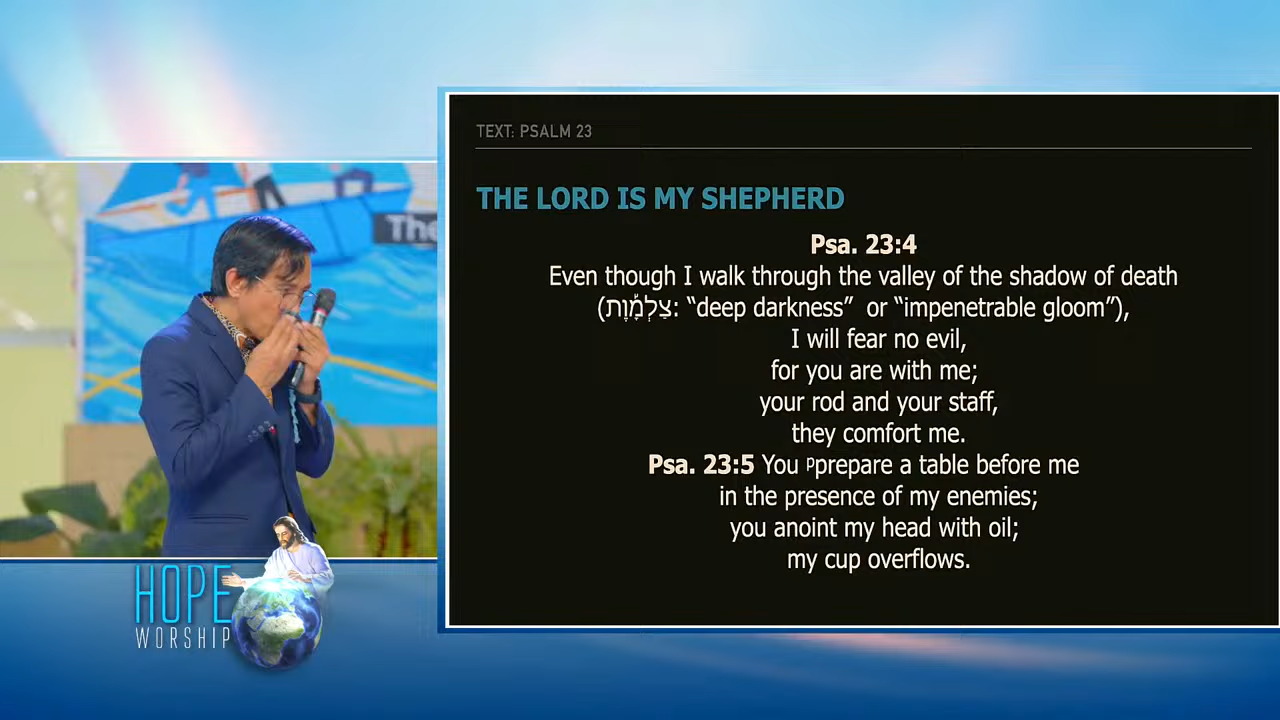 TEXT: PSALM 23
THE LORD IS MY SHEPHERD
Psa. 23:4
Even though I walk through the valley of the shadow of death
(צַלְמָ֡וֶת: “deep darkness” or “impenetrable gloom”),
I will fear no evil,
for you are with me;
your rod and your staff,
they comfort me.
Psa. 23:5 You pprepare a table before me
in the presence of my enemies;
you anoint my head with oil;
my cup overflows.
The
HOPE
WORSHIP